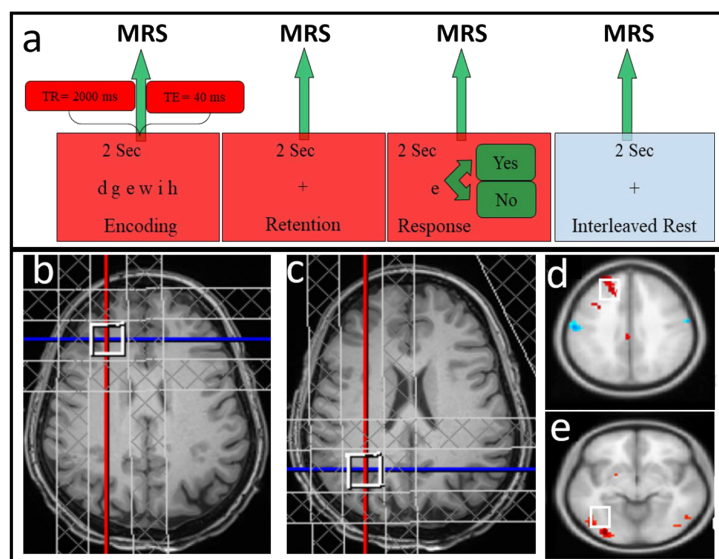 a
MRS MRS MRS MRS
TR= 2000 ms TE= 40 ms
2 Sec 2 Sec 2 Sec 2 Sec
d g e w i h + e Yes No +
Encoding Retention Response Interleaved Rest
b c d
e